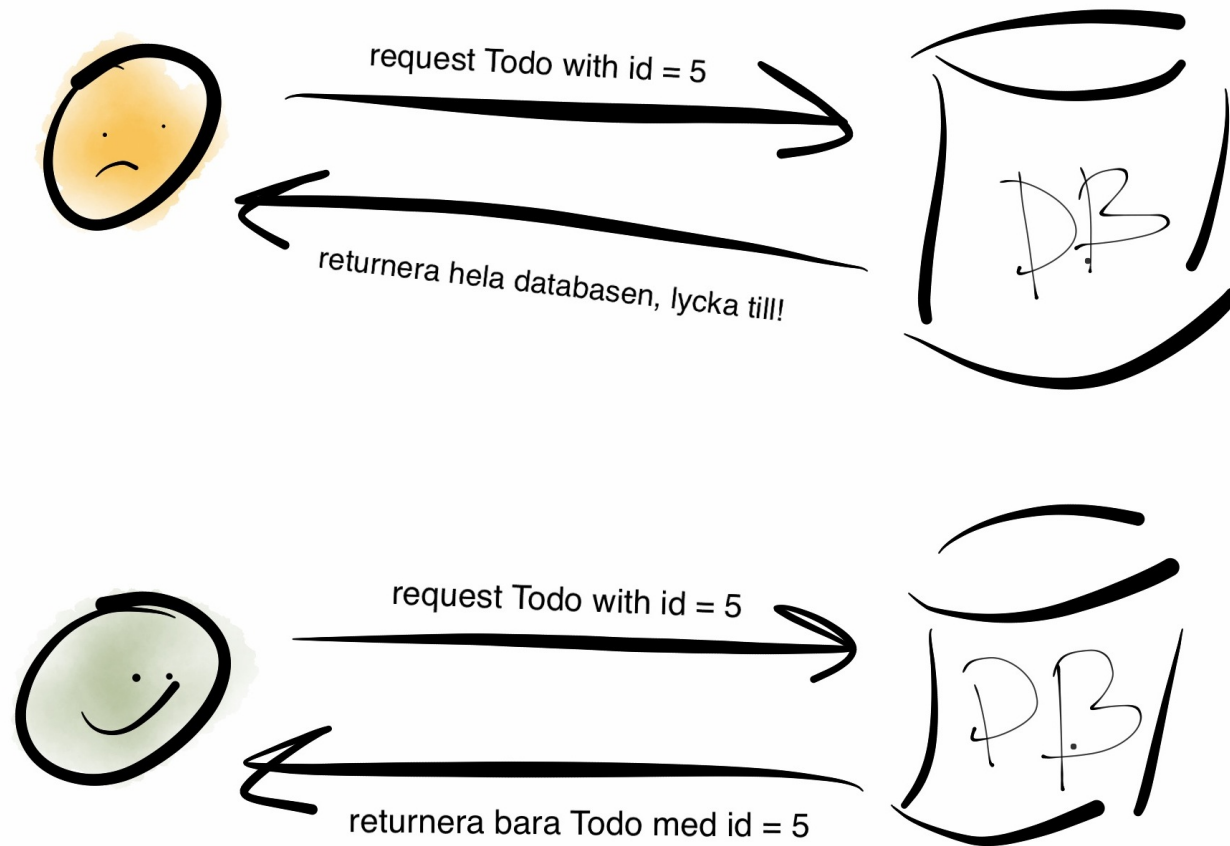 request Todo with id = 5
DB
returnera hela databasen, lycka till!
request Todo with id = 5
DB
returnera bara Todo med id = 5